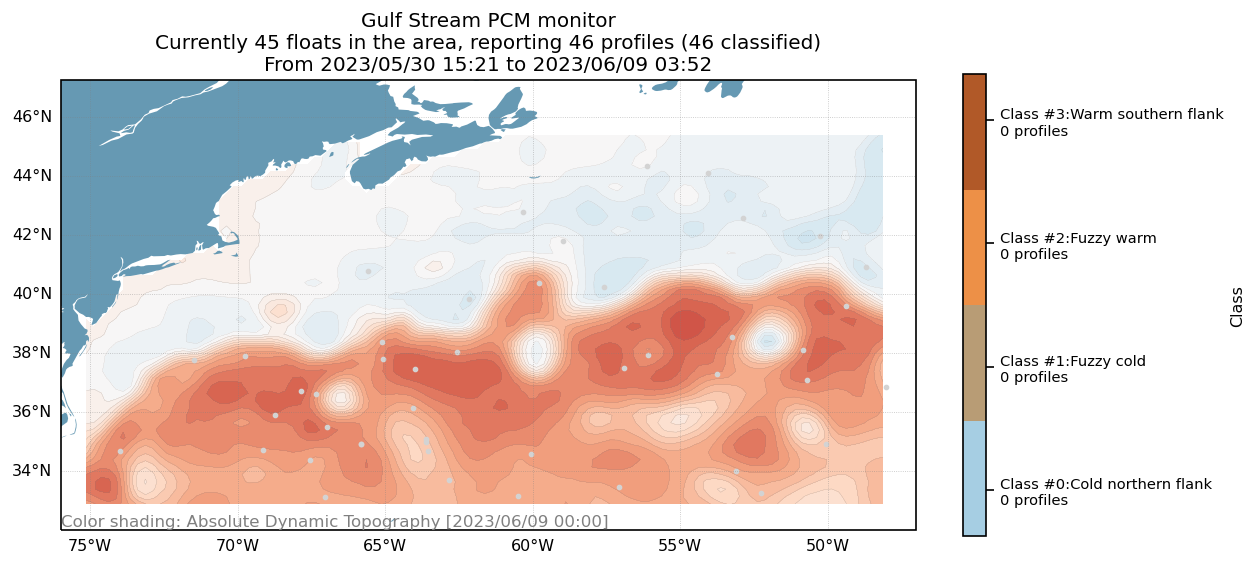 Gulf Stream PCM monitor
Currently 45 floats in the area, reporting 46 profiles (46 classified)
From 2023/05/30 15:21 to 2023/06/09 03:52
46°N
44°N
42°N
40°N
38°N
36°N
34°N
Color shading: Absolute Dynamic Topography [2023/06/09 00:00]
75°W
70°W
65°W
60°W
55°W
50°W
Class #3:Warm southern flank
0 profiles
Class #2:Fuzzy warm
0 profiles
Class #1:Fuzzy cold
0 profiles
Class #0:Cold northern flank
0 profiles
Class